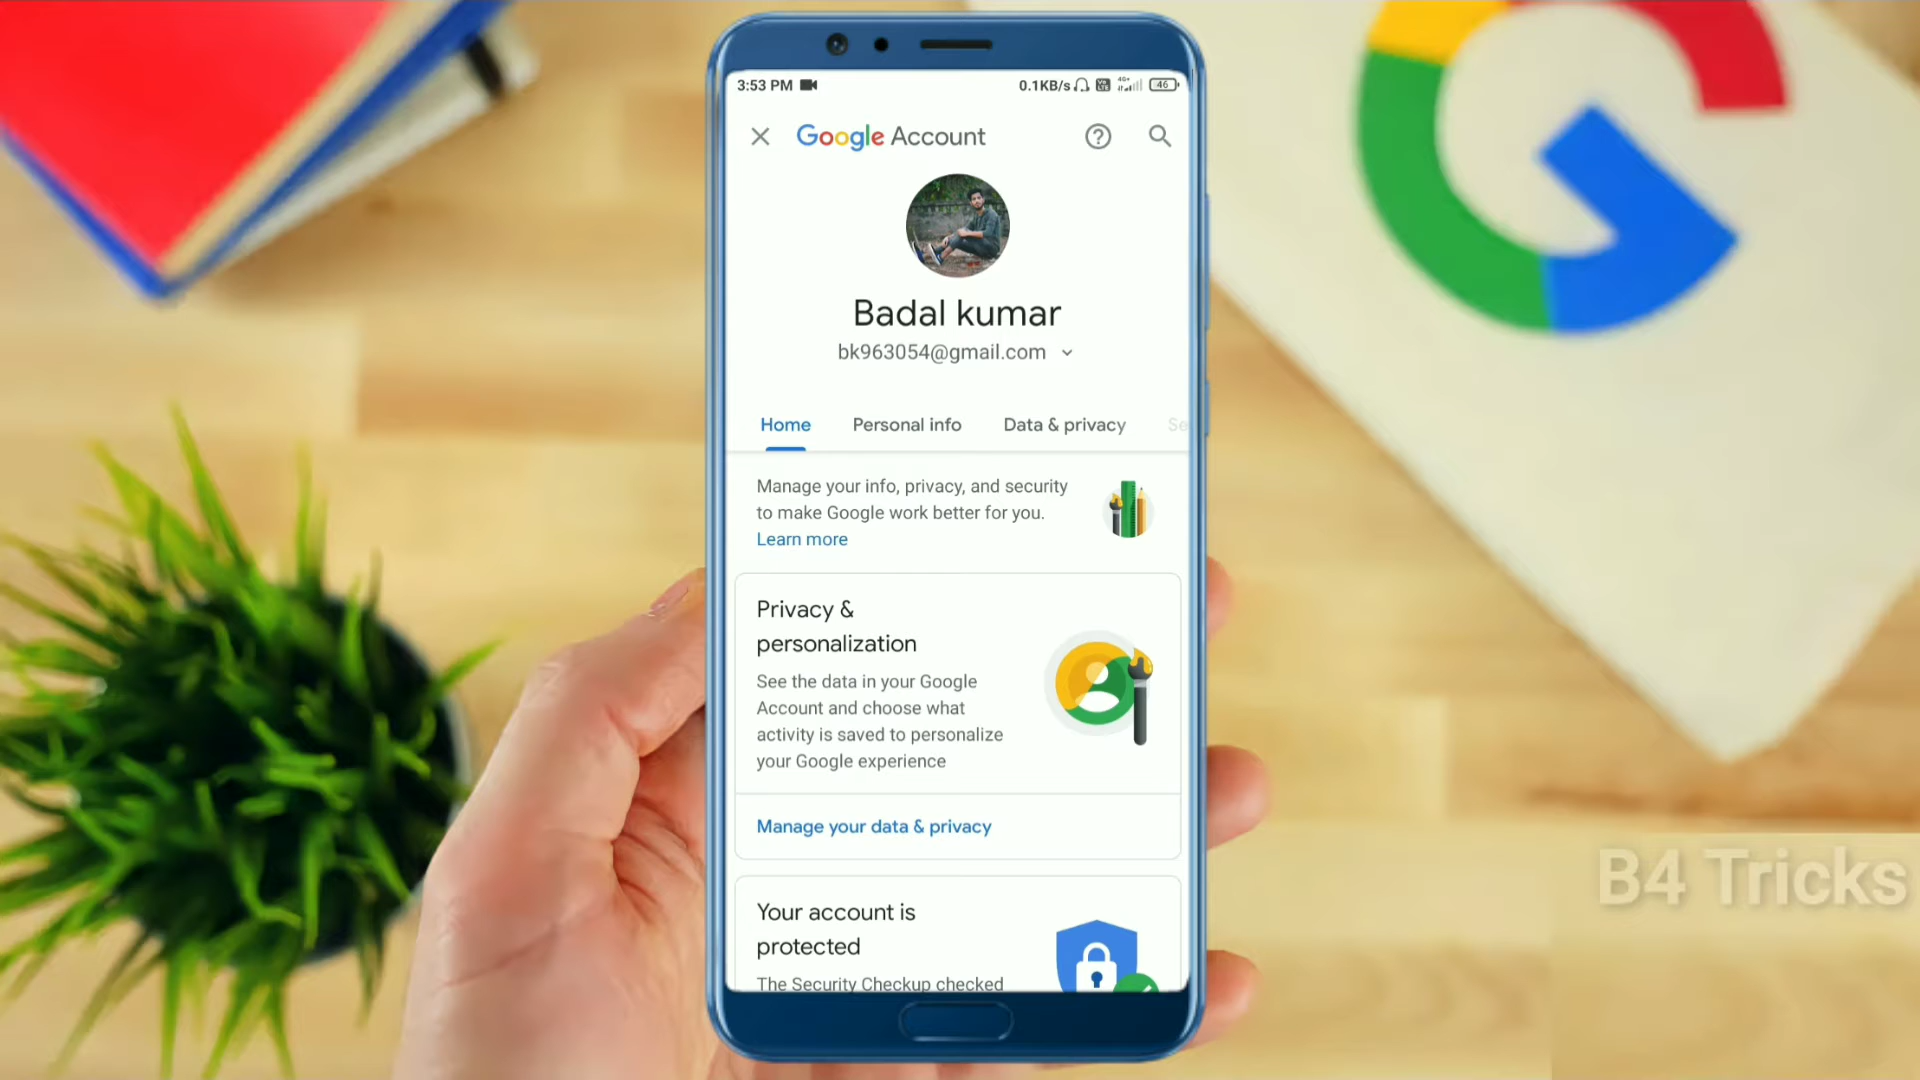 3:53 PM
0.1KB/s
4G+
46
Google Account
Badal kumar
bk963054@gmail.com
Home Personal info Data & privacy Se
Manage your info, privacy, and security
to make Google work better for you.
Learn more
Privacy &
personalization
See the data in your Google
Account and choose what
activity is saved to personalize
your Google experience
Manage your data & privacy
Your account is
protected
The Security Checkup checked
B4 Tricks